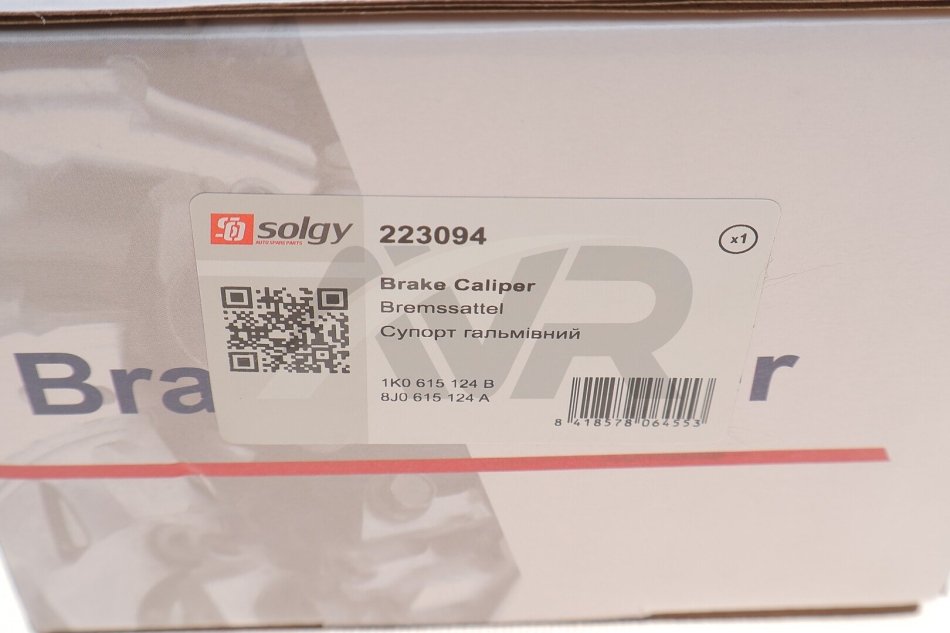 solgy
AUTO SPARE PARTS
223094
x1
Brake Caliper
Bremssattel
Супорт гальмівний
1K0 615 124 B
8J0 615 124 A
8 418578 064553
AVR
Bra r